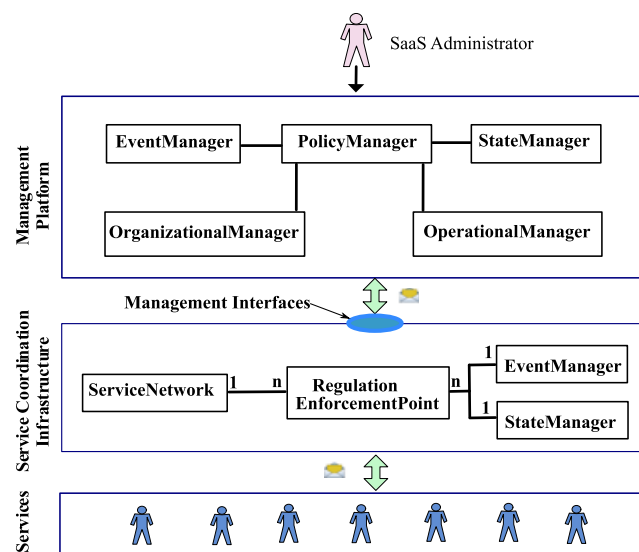 SaaS Administrator
Management
Platform
EventManager
PolicyManager
StateManager
OrganizationalManager
OperationalManager
Management Interfaces
Service Coordination
Infrastructure
ServiceNetwork
1
n
Regulation
EnforcementPoint
n
1
EventManager
1
StateManager
Services